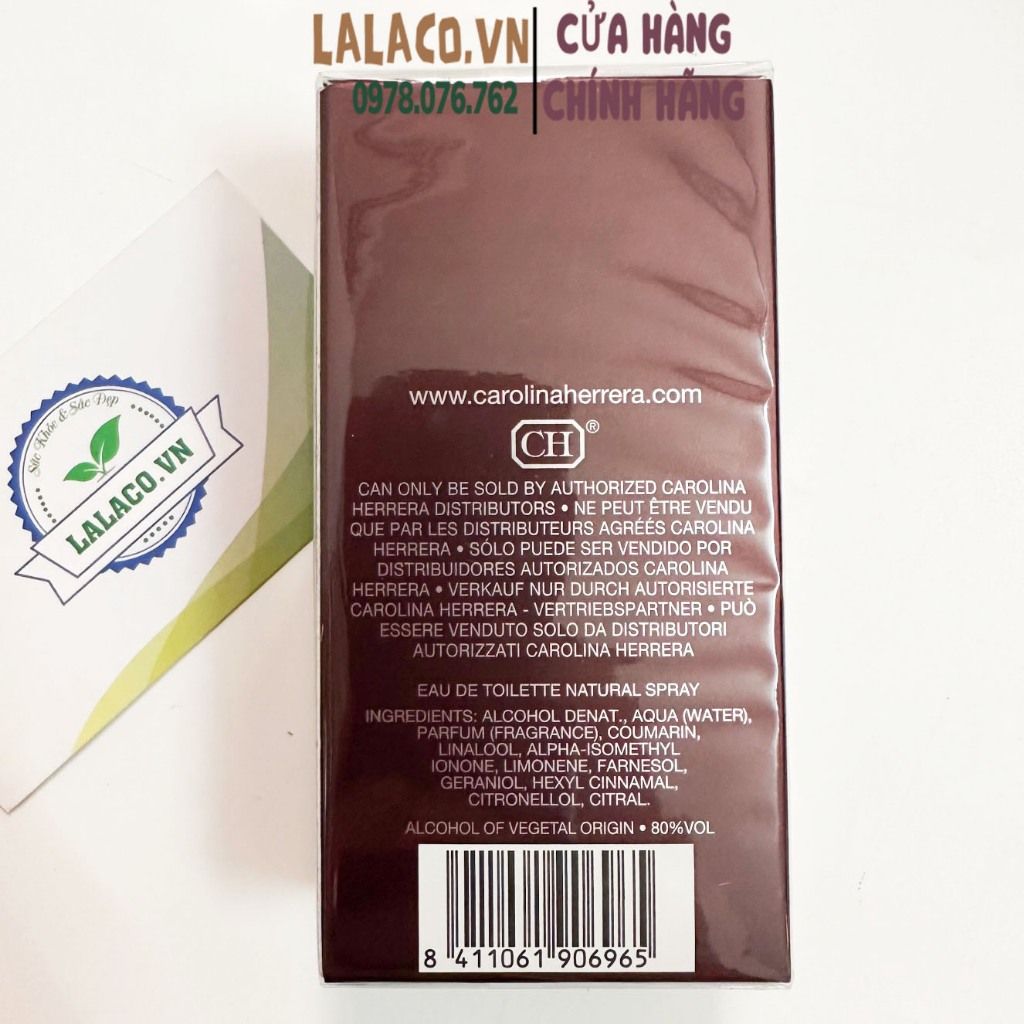 LALACO.VN
0978.076.762
CỬA HÀNG
CHÍNH HÃNG
Sức Khỏe & Sắc Đẹp
LALACO.VN
www.carolinaherrera.com
CH®
CAN ONLY BE SOLD BY AUTHORIZED CAROLINA
HERRERA DISTRIBUTORS • NE PEUT ÊTRE VENDU
QUE PAR LES DISTRIBUTEURS AGRÉÉS CAROLINA
HERRERA • SÓLO PUEDE SER VENDIDO POR
DISTRIBUIDORES AUTORIZADOS CAROLINA
HERRERA • VERKAUF NUR DURCH AUTORISIERTE
CAROLINA HERRERA - VERTRIEBSPARTNER • PUÒ
ESSERE VENDUTO SOLO DA DISTRIBUTORI
AUTORIZZATI CAROLINA HERRERA
EAU DE TOILETTE NATURAL SPRAY
INGREDIENTS: ALCOHOL DENAT., AQUA (WATER),
PARFUM (FRAGRANCE), COUMARIN,
LINALOOL, ALPHA-ISOMETHYL
IONONE, LIMONENE, FARNESOL,
GERANIOL, HEXYL CINNAMAL,
CITRONELLOL, CITRAL.
ALCOHOL OF VEGETAL ORIGIN • 80%VOL
8 411061 906965